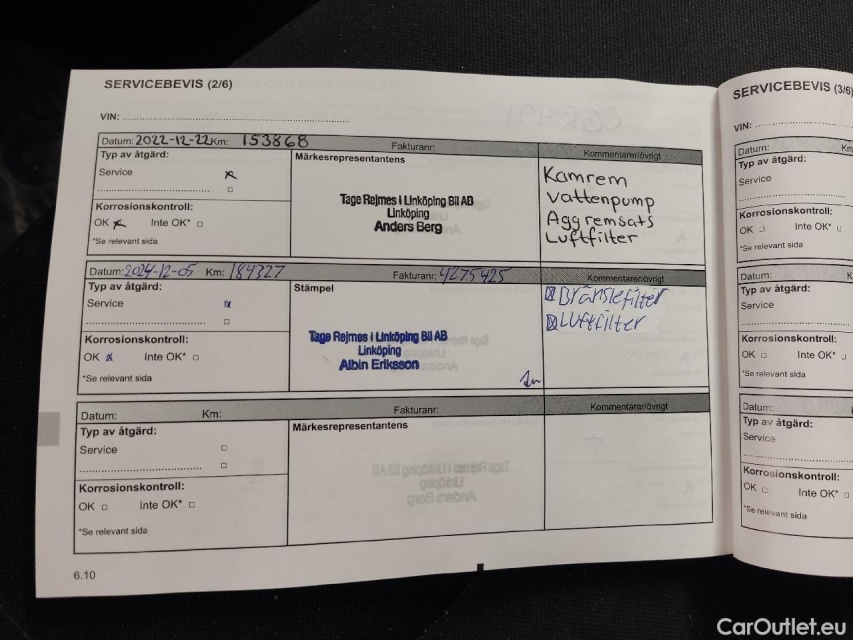 SERVICEBEVIS (2/6)
VIN:
Datum: 2022-12-22 Km: 153868 Fakturanr: Kommentarer/övrigt
Typ av åtgärd:
Service
Korrosionskontroll:
OK Inte OK*
*Se relevant sida
Märkesrepresentantens
Tage Rejmes i Linköping Bil AB
Linköping
Anders Berg
Kamrem
vattenpump
Aggremsats
Luftfilter
Datum: 2024-12-05 Km: 184327 Fakturanr: 4275425 Kommentarer/övrigt
Typ av åtgärd:
Service
Korrosionskontroll:
OK Inte OK*
*Se relevant sida
Stämpel
Tage Rejmes i Linköping Bil AB
Linköping
Albin Eriksson
Bränslefilter
Luftfilter
Datum: Km: Fakturanr: Kommentarer/övrigt
Typ av åtgärd:
Service
Korrosionskontroll:
OK Inte OK*
*Se relevant sida
Märkesrepresentantens
6.10
SERVICEBEVIS (3/6)
VIN:
Datum: Km
Typ av åtgärd:
Service
Korrosionskontroll:
OK Inte OK*
*Se relevant sida
Datum:
Typ av åtgärd:
Service
Korrosionskontroll:
OK Inte OK*
*Se relevant sida
Datum:
Typ av åtgärd:
Service
Korrosionskontroll:
OK Inte OK*
*Se relevant sida
CarOutlet.eu